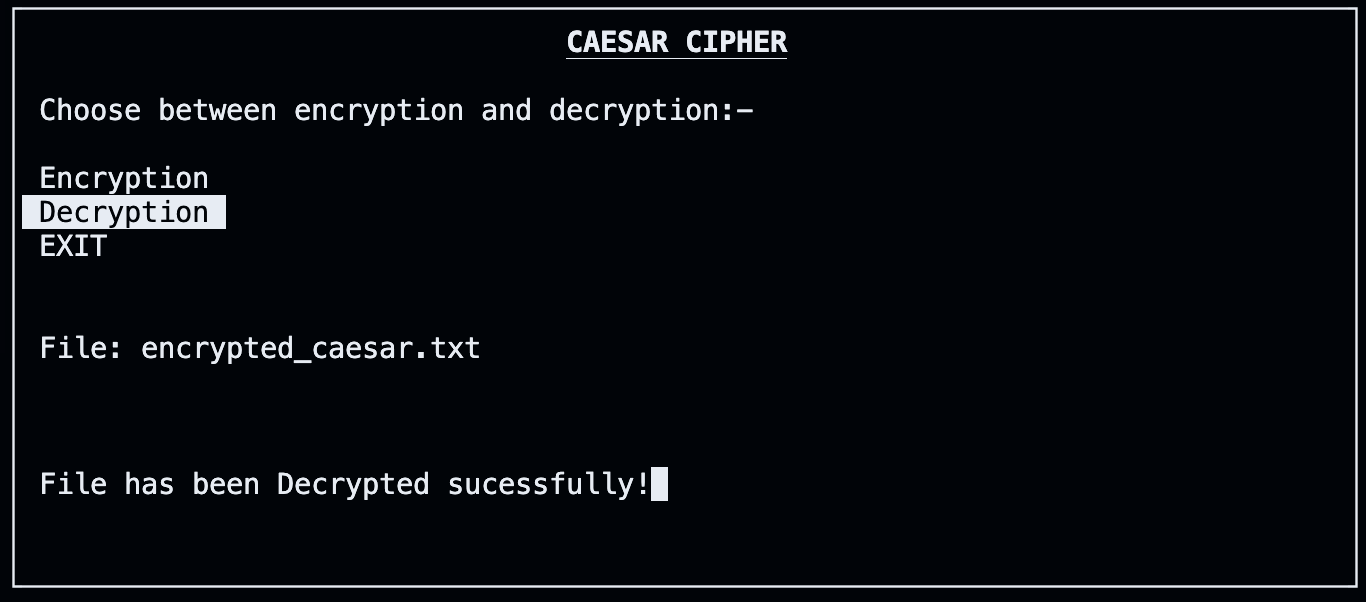 CAESAR CIPHER
Choose between encryption and decryption:-
Encryption
Decryption
EXIT
File: encrypted_caesar.txt
File has been Decrypted sucessfully!